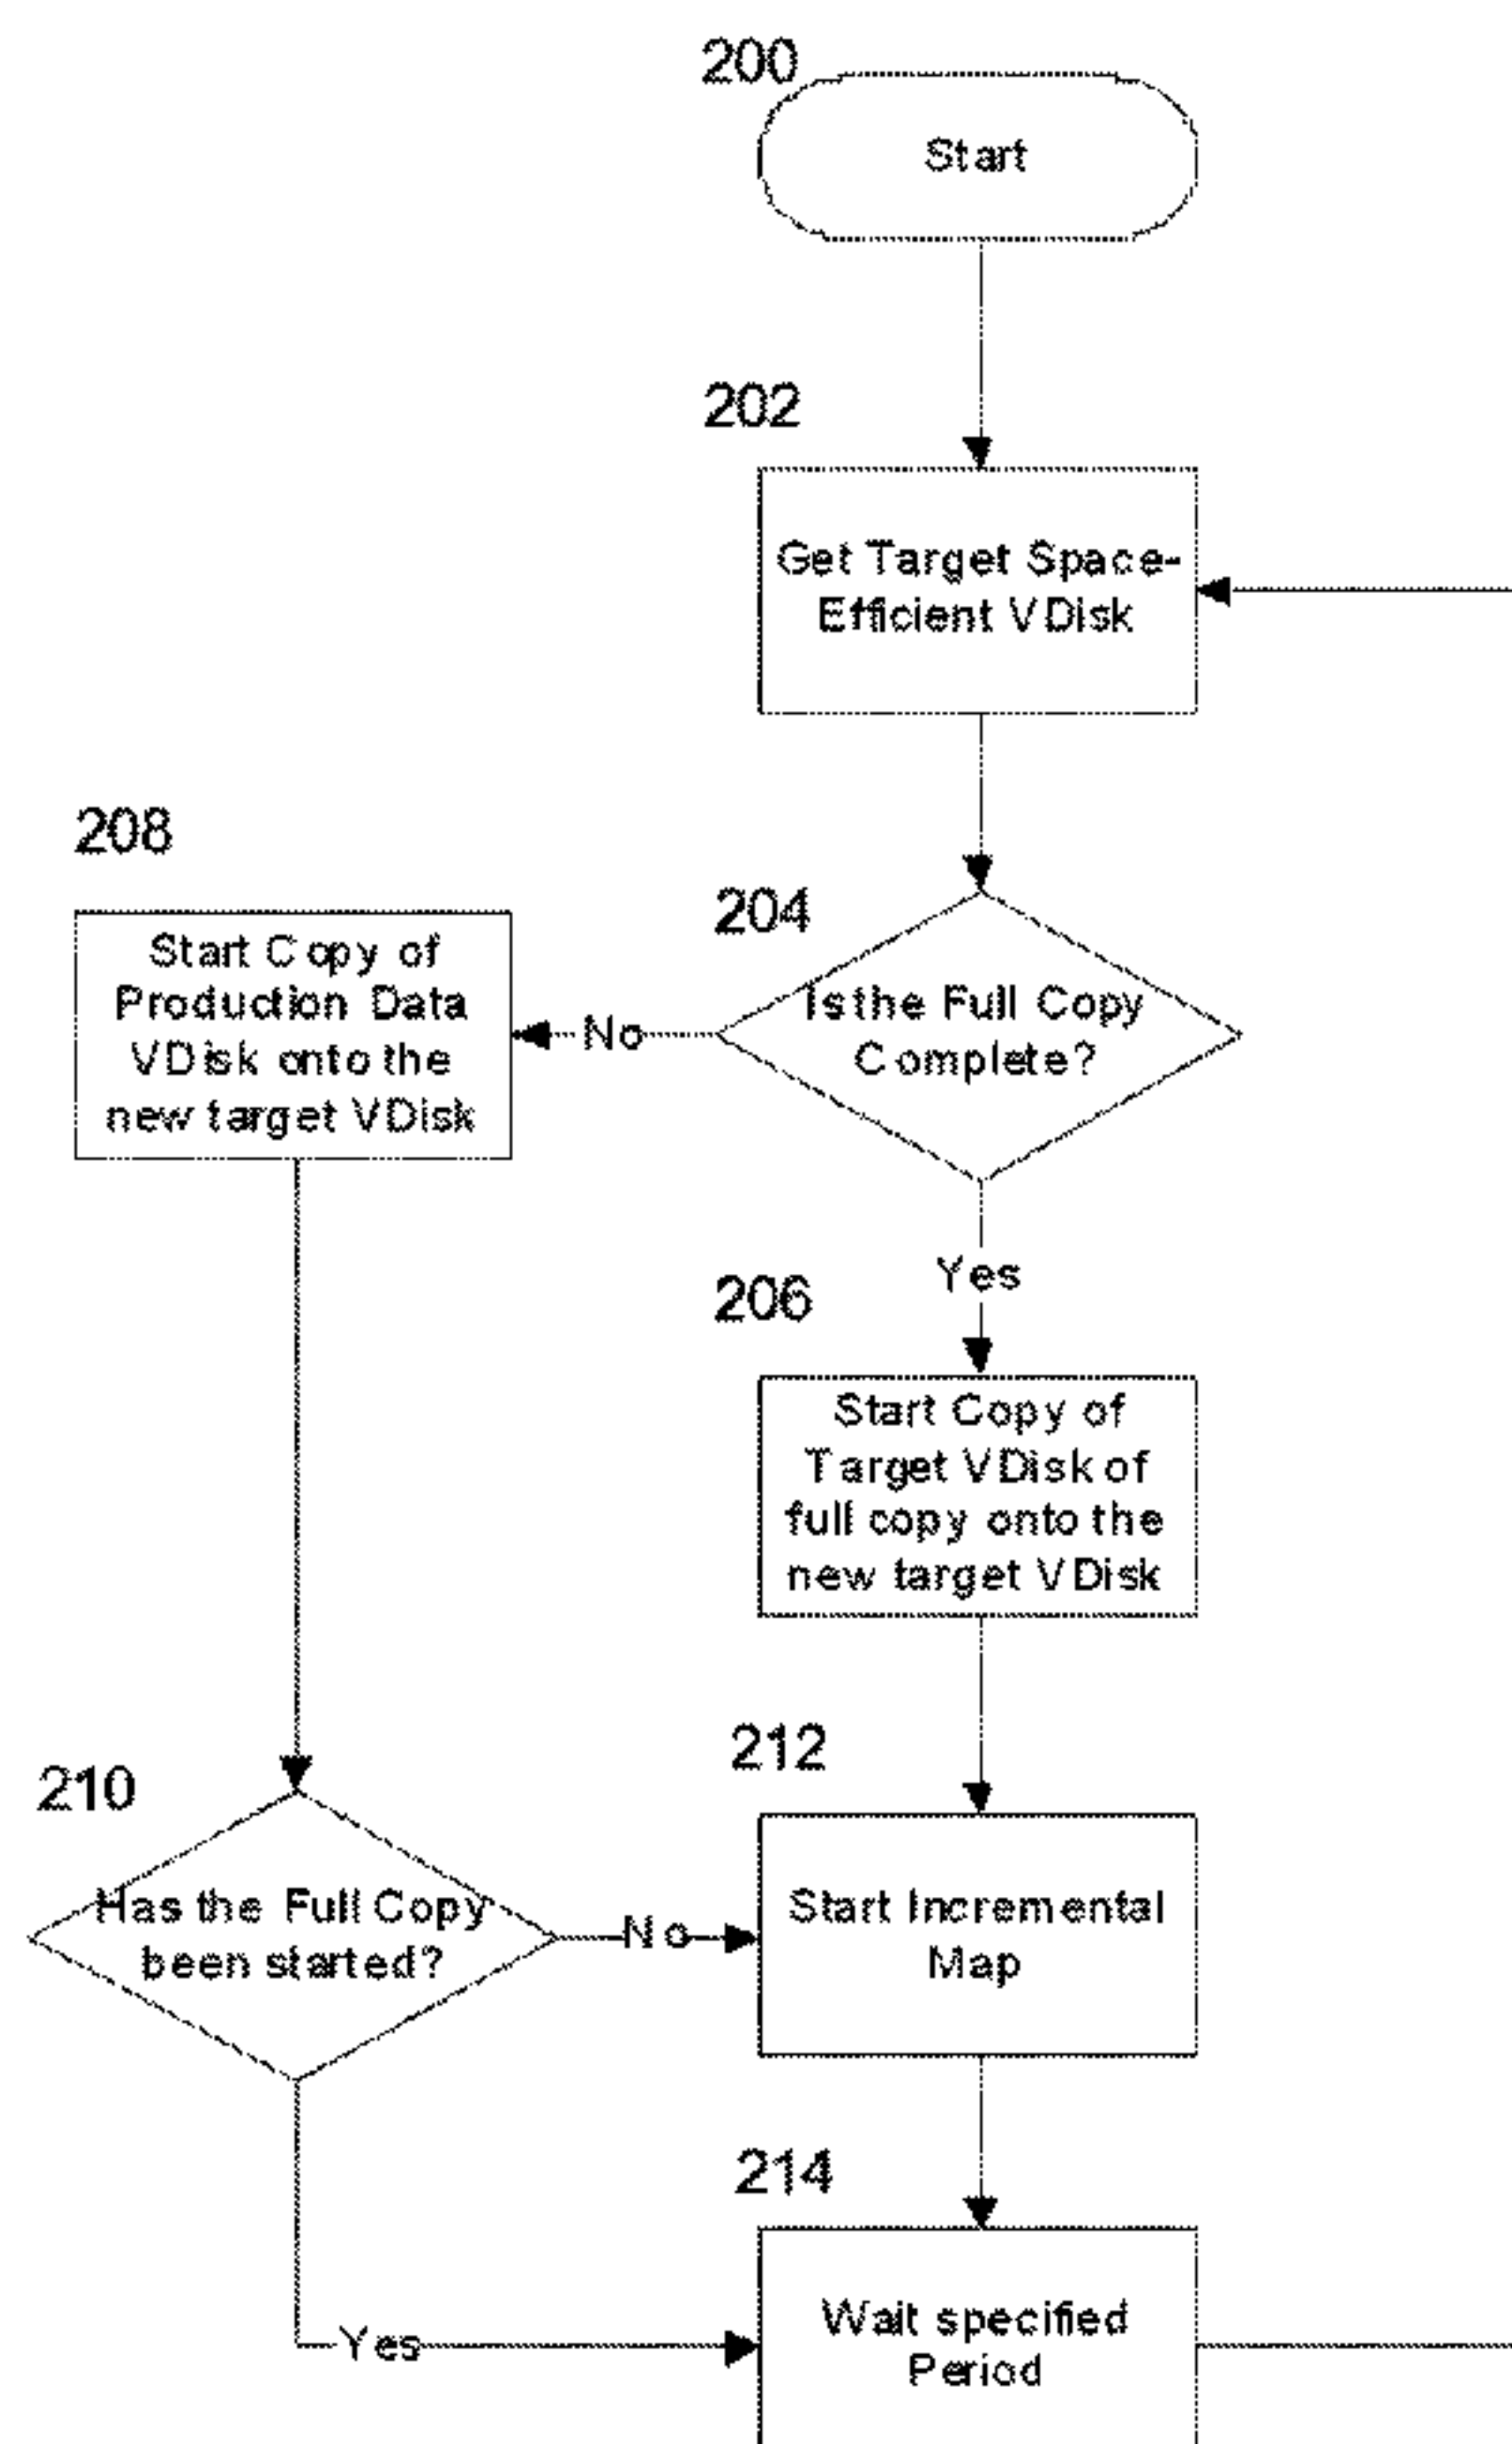 200
Start
202
Get Target Space-
Efficient VDisk
204
Is the Full Copy
Complete?
No
208
Start Copy of
Production Data
VDisk onto the
new target VDisk
Yes
206
Start Copy of
Target VDisk of
full copy onto the
new target VDisk
210
Has the Full Copy
been started?
No
212
Start Incremental
Map
Yes
214
Wait specified
Period